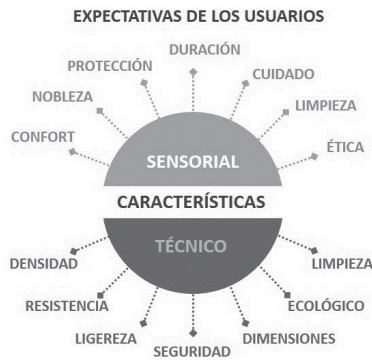 EXPECTATIVAS DE LOS USUARIOS
DURACIÓN
PROTECCIÓN
CUIDADO
NOBLEZA
LIMPIEZA
CONFORT
ÉTICA
SENSORIAL
CARACTERÍSTICAS
TÉCNICO
DENSIDAD
LIMPIEZA
RESISTENCIA
ECOLÓGICO
LIGEREZA
DIMENSIONES
SEGURIDAD